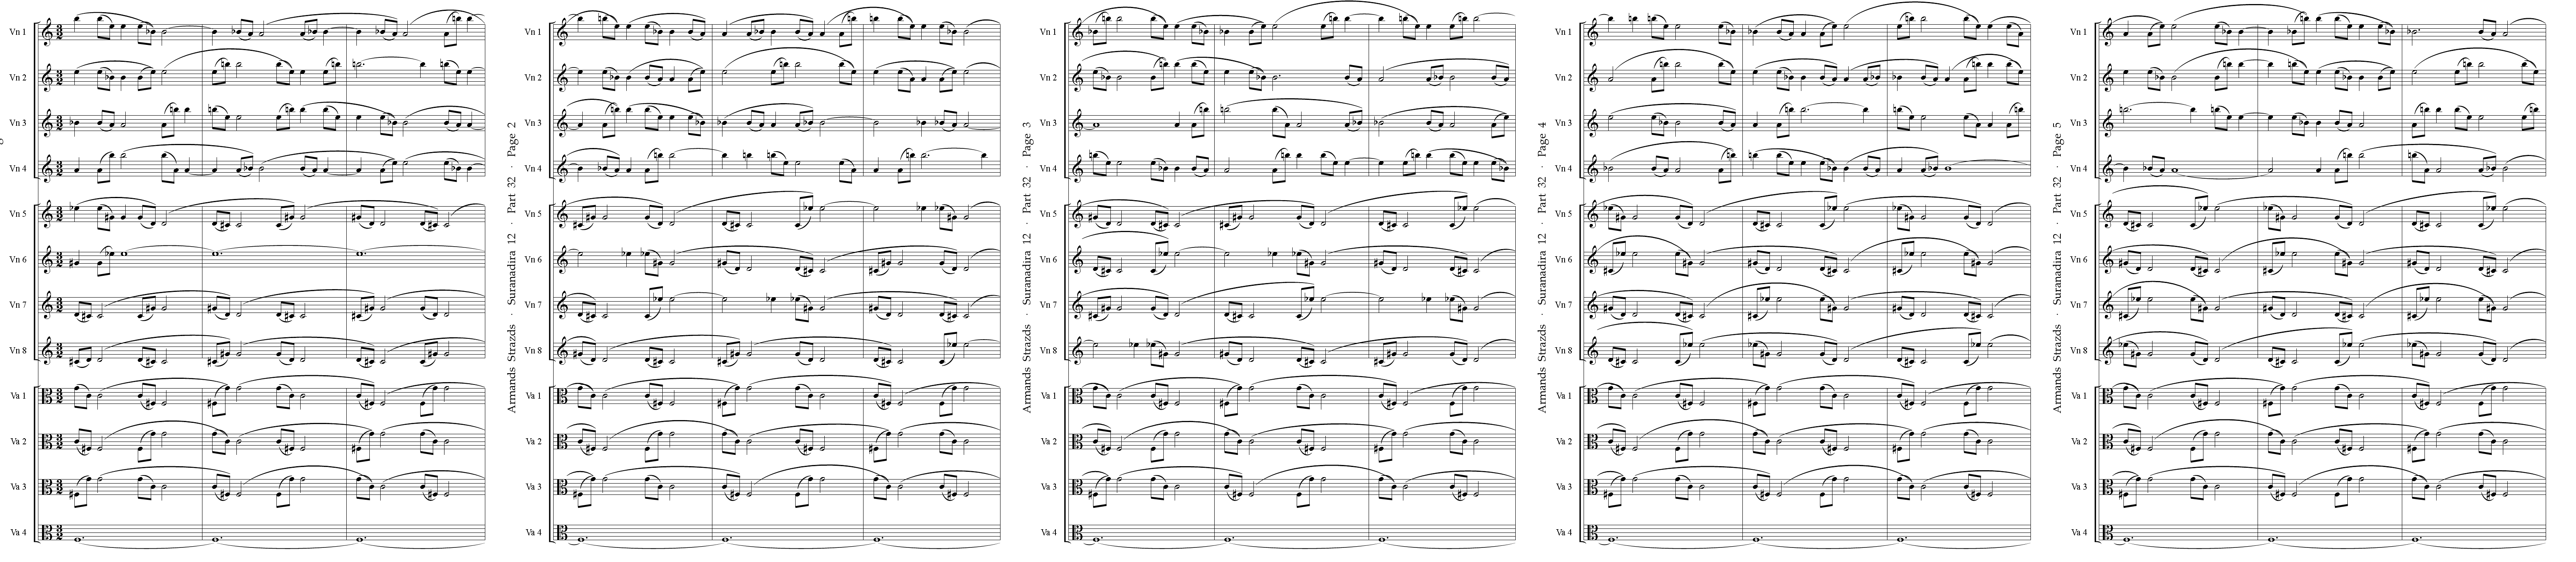 Vn 1
Vn 2
Vn 3
Vn 4
Vn 5
Vn 6
Vn 7
Vn 8
Va 1
Va 2
Va 3
Va 4
Armands Strazds · Suranadira 12 · Part 32 · Page 2
Vn 1
Vn 2
Vn 3
Vn 4
Vn 5
Vn 6
Vn 7
Vn 8
Va 1
Va 2
Va 3
Va 4
Armands Strazds · Suranadira 12 · Part 32 · Page 3
Vn 1
Vn 2
Vn 3
Vn 4
Vn 5
Vn 6
Vn 7
Vn 8
Va 1
Va 2
Va 3
Va 4
Armands Strazds · Suranadira 12 · Part 32 · Page 4
Vn 1
Vn 2
Vn 3
Vn 4
Vn 5
Vn 6
Vn 7
Vn 8
Va 1
Va 2
Va 3
Va 4
Armands Strazds · Suranadira 12 · Part 32 · Page 5
Vn 1
Vn 2
Vn 3
Vn 4
Vn 5
Vn 6
Vn 7
Vn 8
Va 1
Va 2
Va 3
Va 4